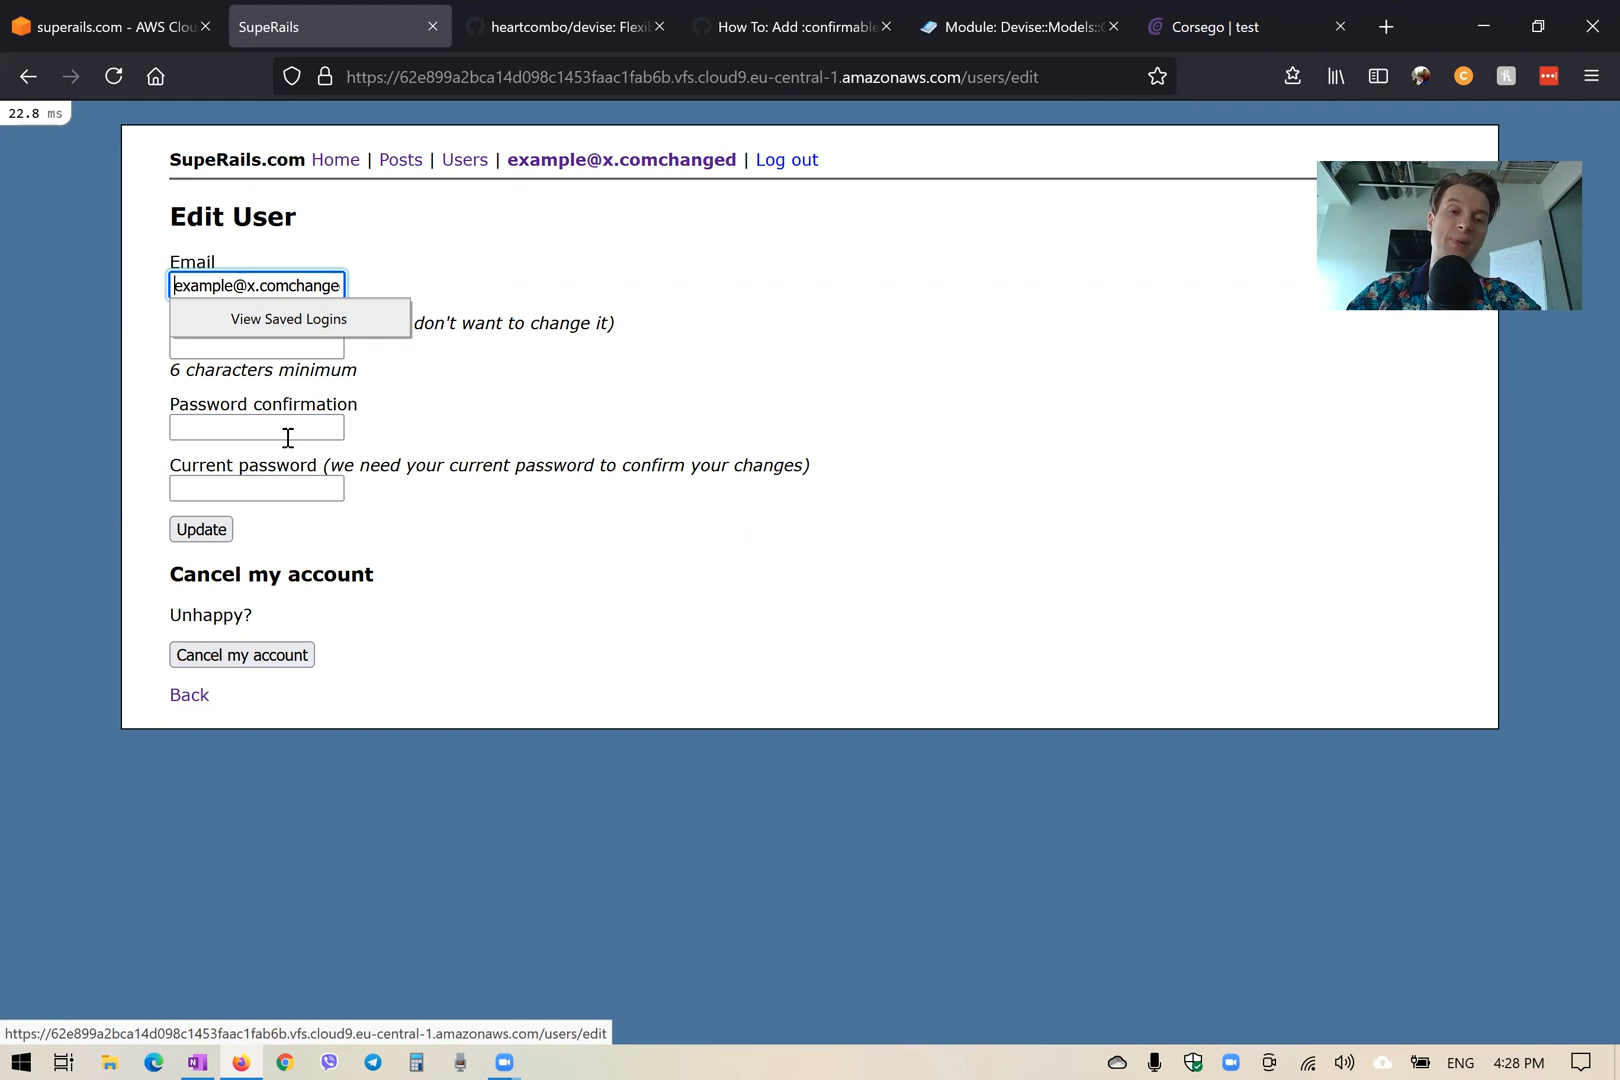 superails.com - AWS Clou
SupeRails
heartcombo/devise: Flexi
How To: Add :confirmable
Module: Devise::Models::C
Corsego | test
https://62e899a2bca14d098c1453faac1fab6b.vfs.cloud9.eu-central-1.amazonaws.com/users/edit
22.8 ms
SupeRails.com Home | Posts | Users | example@x.comchanged | Log out
Edit User
Email
example@x.comchange
View Saved Logins
don't want to change it)
6 characters minimum
Password confirmation
Current password (we need your current password to confirm your changes)
Update
Cancel my account
Unhappy?
Cancel my account
Back
https://62e899a2bca14d098c1453faac1fab6b.vfs.cloud9.eu-central-1.amazonaws.com/users/edit
ENG
4:28 PM